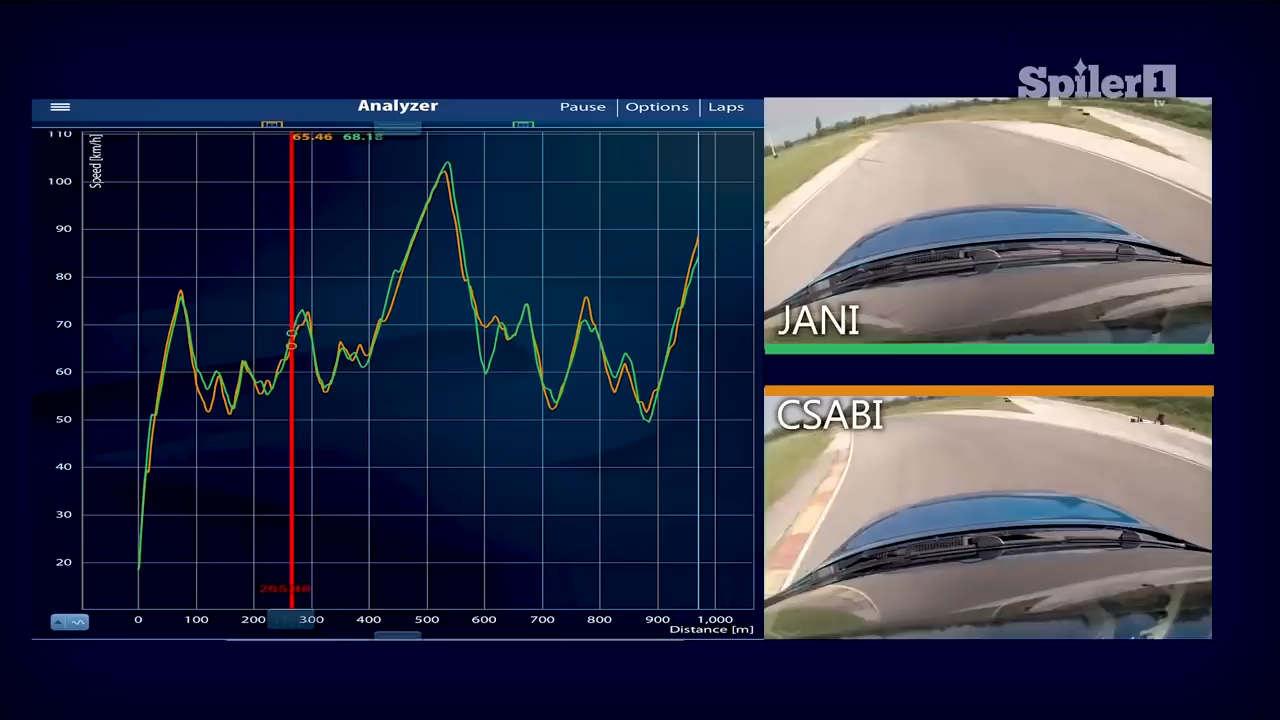 Spiler1
tv
Analyzer
Pause
Options
Laps
65.46 68.18
Speed [km/h]
110
100
90
80
70
60
50
40
30
20
0 100 200 300 400 500 600 700 800 900 1,000
Distance [m]
JANI
CSABI